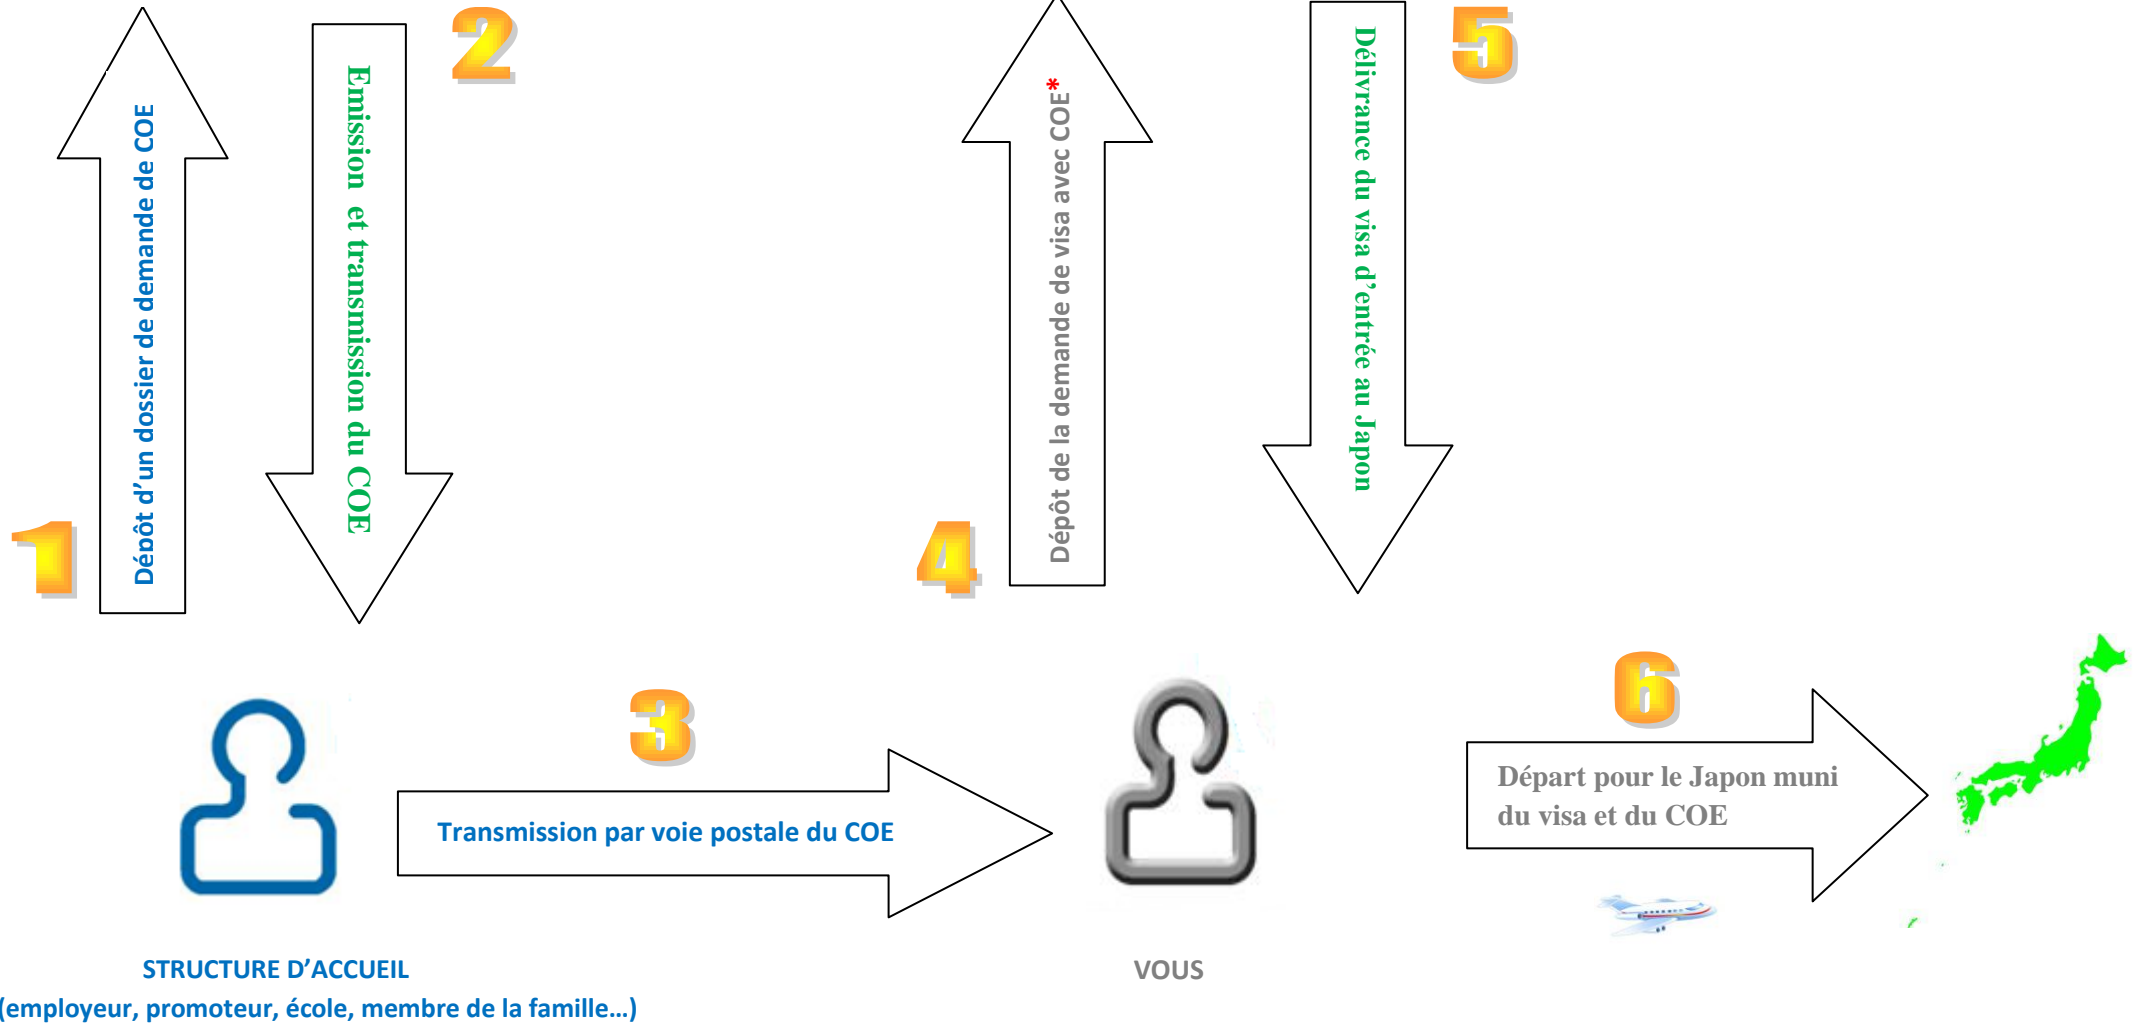 1
Dépôt d'un dossier de demande de COE
2
Emission et transmission du COE
3
Transmission par voie postale du COE
4
Dépôt de la demande de visa avec COE*
5
Délivrance du visa d'entrée au Japon
6
Départ pour le Japon muni
du visa et du COE
STRUCTURE D'ACCUEIL
(employeur, promoteur, école, membre de la famille…)
VOUS